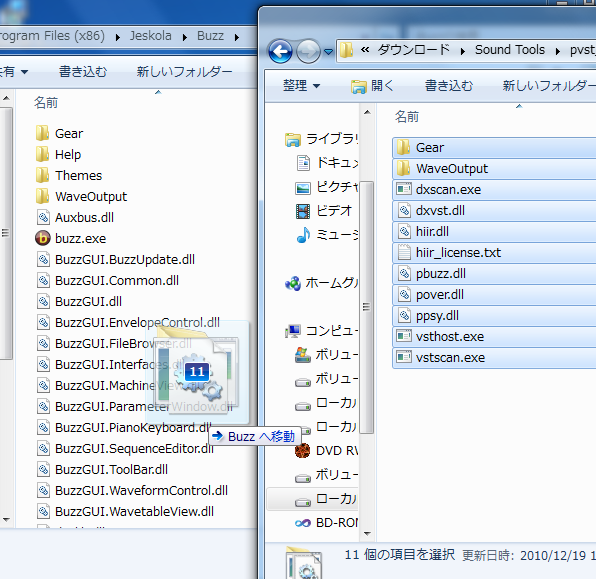 rogram Files (x86) ▸ Jeskola ▸ Buzz ▸
有 ▼ 書き込む 新しいフォルダー
名前
Gear
Help
Themes
WaveOutput
Auxbus.dll
buzz.exe
BuzzGUI.BuzzUpdate.dll
BuzzGUI.Common.dll
BuzzGUI.dll
BuzzGUI.EnvelopeControl.dll
BuzzGUI.FileBrowser.dll
BuzzGUI.Interfaces.dll
BuzzGUI.MachineView.dll
BuzzGUI.ParameterWindow.dll
BuzzGUI.PianoKeyboard.dll
BuzzGUI.SequenceEditor.dll
BuzzGUI.ToolBar.dll
BuzzGUI.WaveformControl.dll
BuzzGUI.WavetableView.dll
11
Buzz へ移動
« ダウンロード ▸ Sound Tools ▸ pvst
整理 ▼ 開く 書き込む 新しいフォルダー
ライブラリ
ドキュメ
ピクチャ
ビデオ
ミュージ
ホームグル
コンピュー
ボリュー
ボリュー
ローカル
ローカル
DVD RW
ボリュー
ローカル
BD-ROM
名前
Gear
WaveOutput
dxscan.exe
dxvst.dll
hiir.dll
hiir_license.txt
pbuzz.dll
pover.dll
ppsy.dll
vsthost.exe
vstscan.exe
11 個の項目を選択 更新日時: 2010/12/19 1